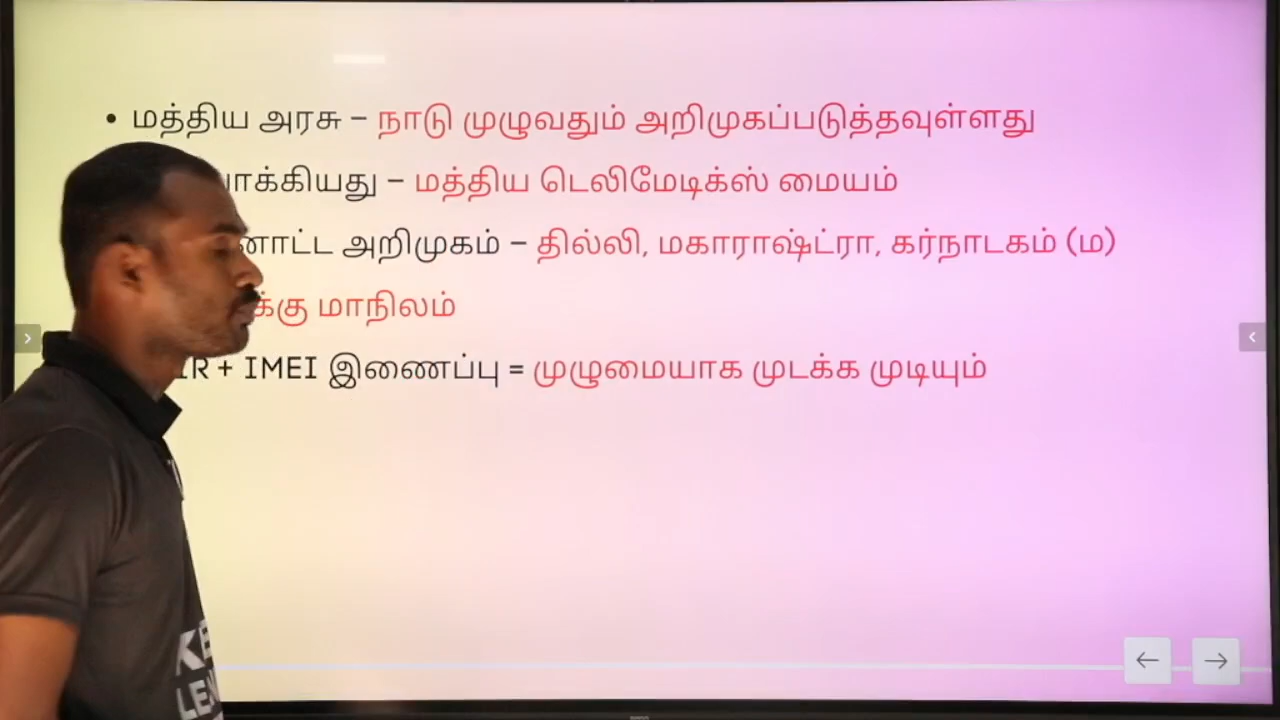 • மத்திய அரசு – நாடு முழுவதும் அறிமுகப்படுத்தவுள்ளது
– மத்திய டெலிமேடிக்ஸ் மையம்
அறிமுகம் – தில்லி, மகாராஷ்ட்ரா, கர்நாடகம் (ம)
மாநிலம்
+ IMEI இணைப்பு = முழுமையாக முடக்க முடியும்